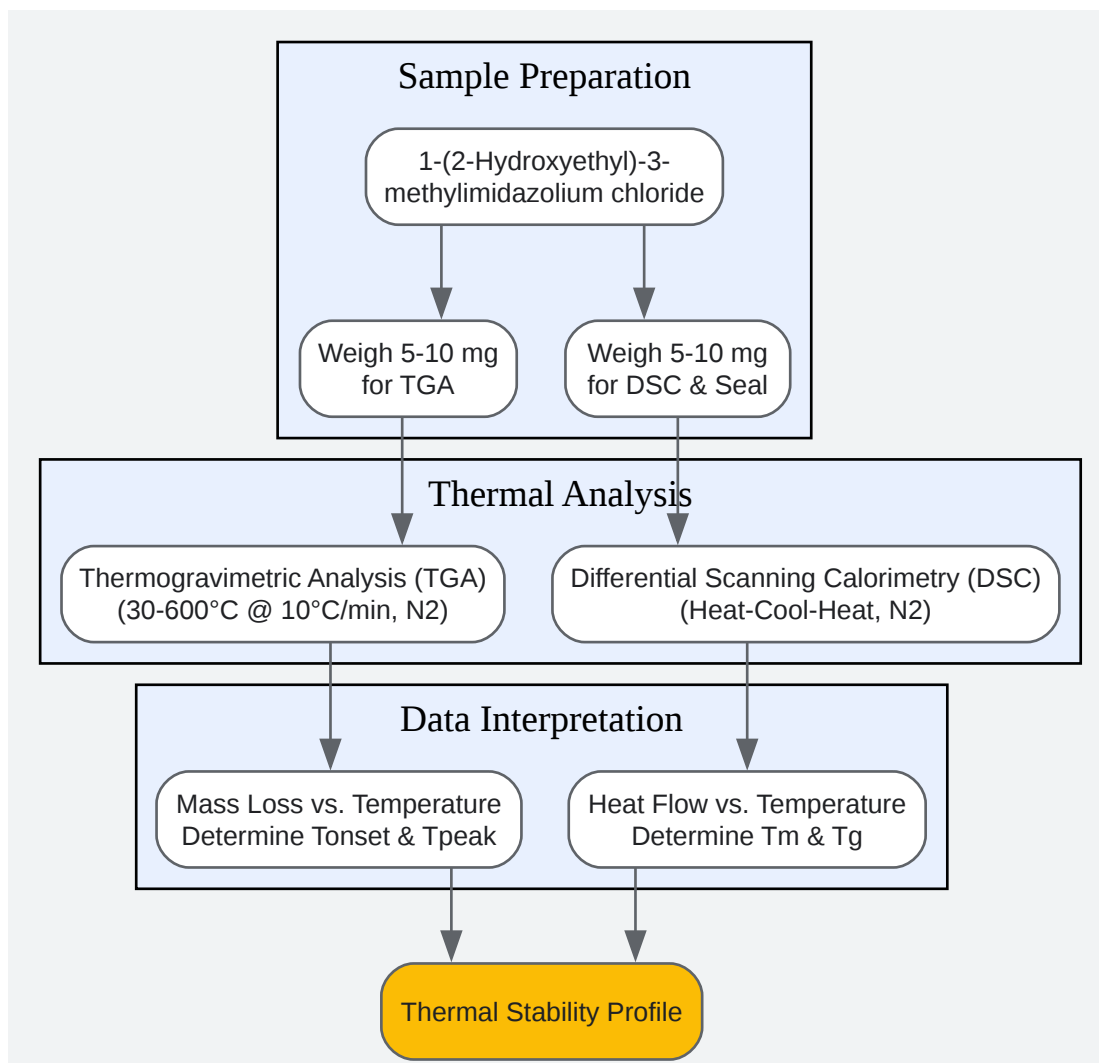 Sample Preparation
1-(2-Hydroxyethyl)-3-
methylimidazolium chloride
Weigh 5-10 mg
for TGA
Weigh 5-10 mg
for DSC & Seal
Thermal Analysis
Thermogravimetric Analysis (TGA)
(30-600°C @ 10°C/min, N2)
Differential Scanning Calorimetry (DSC)
(Heat-Cool-Heat, N2)
Data Interpretation
Mass Loss vs. Temperature
Determine Tonset & Tpeak
Heat Flow vs. Temperature
Determine Tm & Tg
Thermal Stability Profile